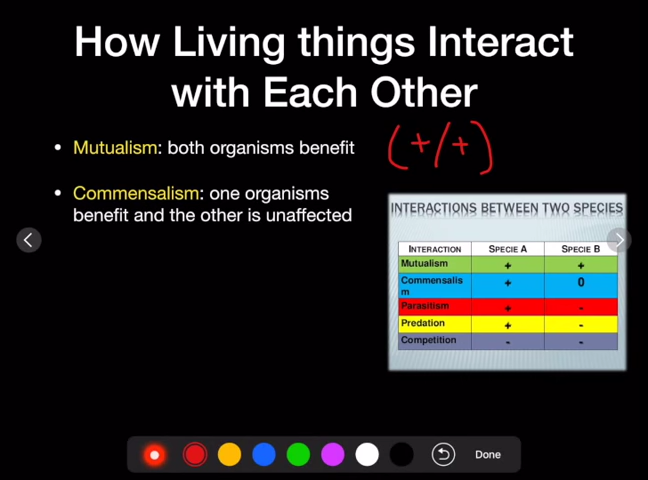 How Living things Interact
with Each Other
• Mutualism: both organisms benefit
(+/+)
• Commensalism: one organisms
benefit and the other is unaffected
INTERACTIONS BETWEEN TWO SPECIES
INTERACTION SPECIE A SPECIE B
Mutualism + +
Commensalis
m + 0
Parasitism + -
Predation + -
Competition - -
Done